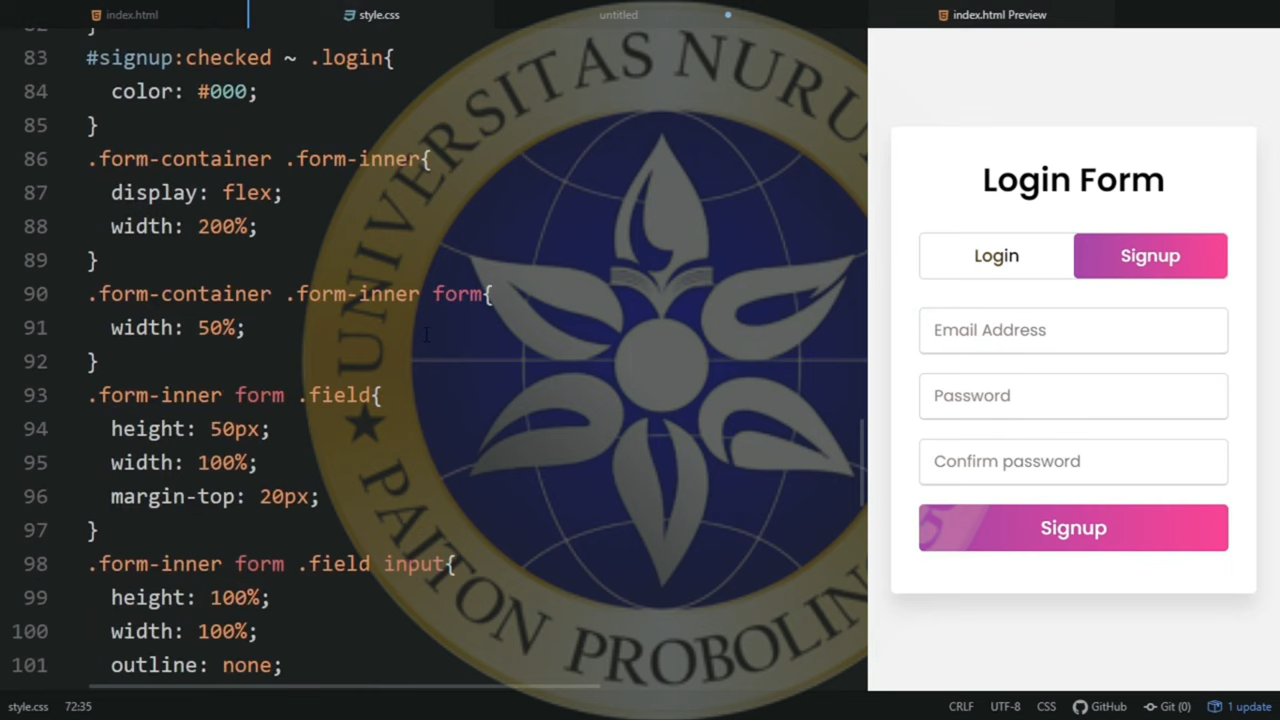 index.html
style.css
untitled
index.html Preview
83 #signup:checked ~ .login{
84 color: #000;
85 }
86 .form-container .form-inner{
87 display: flex;
88 width: 200%;
89 }
90 .form-container .form-inner form{
91 width: 50%;
92 }
93 .form-inner form .field{
94 height: 50px;
95 width: 100%;
96 margin-top: 20px;
97 }
98 .form-inner form .field input{
99 height: 100%;
100 width: 100%;
101 outline: none;
UNIVERSITAS NURU
PAITON PROBOLIN
Login Form
Login
Signup
Email Address
Password
Confirm password
Signup
style.css 72:35
CRLF UTF-8 CSS GitHub Git (0) 1 update